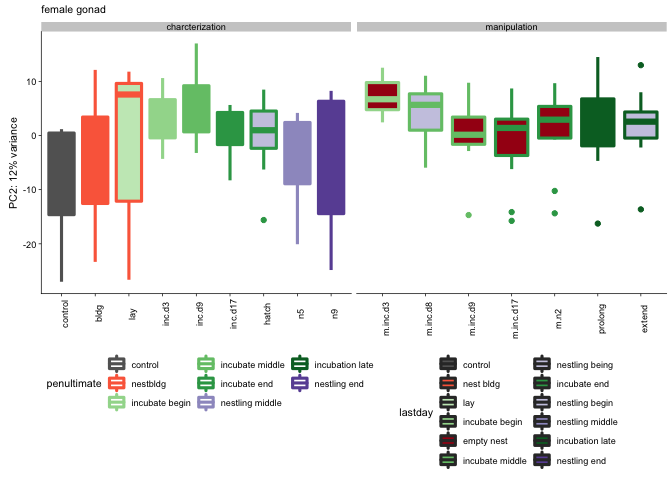 female gonad
charcterization
manipulation
PC2: 12% variance
10
0
-10
-20
control
bldg
lay
inc.d3
inc.d9
inc.d17
hatch
n5
n9
m.inc.d3
m.inc.d8
m.inc.d9
m.inc.d17
m.n2
prolong
extend
penultimate
control
nestbldg
incubate begin
incubate middle
incubate end
nestling middle
incubation late
nestling end
lastday
control
nest bldg
lay
incubate begin
empty nest
incubate middle
nestling being
incubate end
nestling begin
nestling middle
incubation late
nestling end